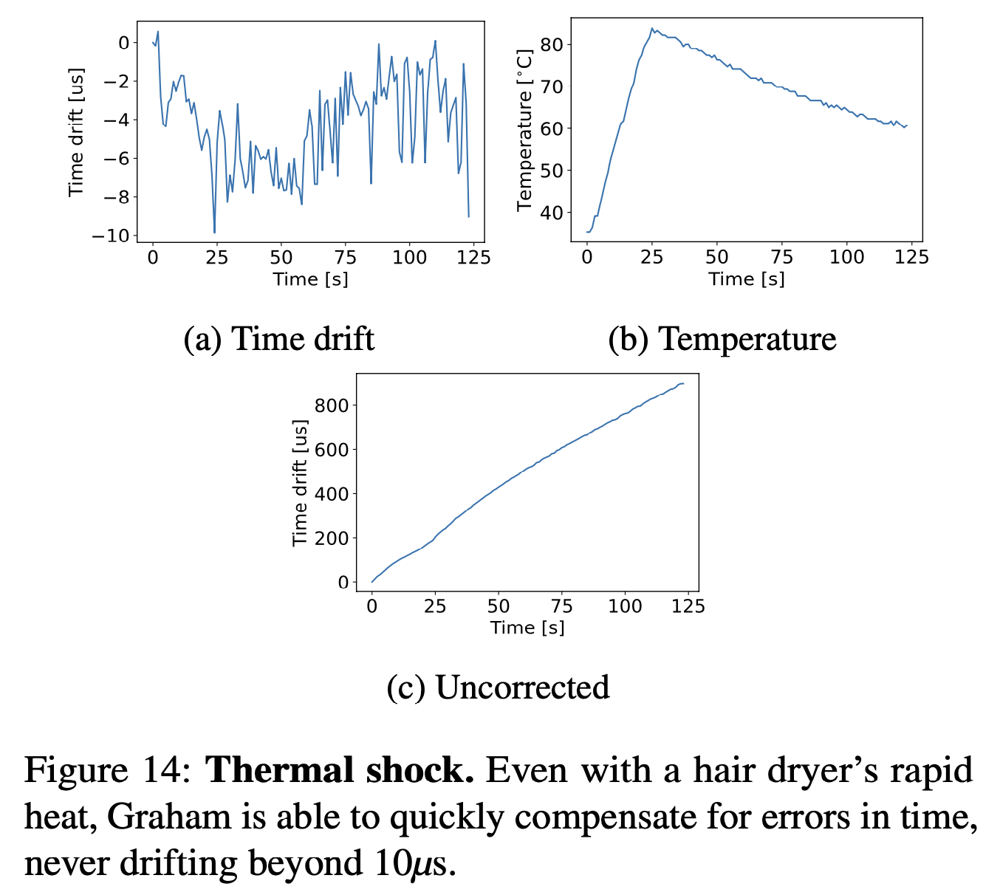 0
−2
−4
−6
−8
−10
Time drift [us]
0 25 50 75 100 125
Time [s]
(a) Time drift
80
70
60
50
40
Temperature [°C]
0 25 50 75 100 125
Time [s]
(b) Temperature
800
600
400
200
0
Time drift [us]
0 25 50 75 100 125
Time [s]
(c) Uncorrected
Figure 14: Thermal shock. Even with a hair dryer’s rapid
heat, Graham is able to quickly compensate for errors in time,
never drifting beyond 10μs.